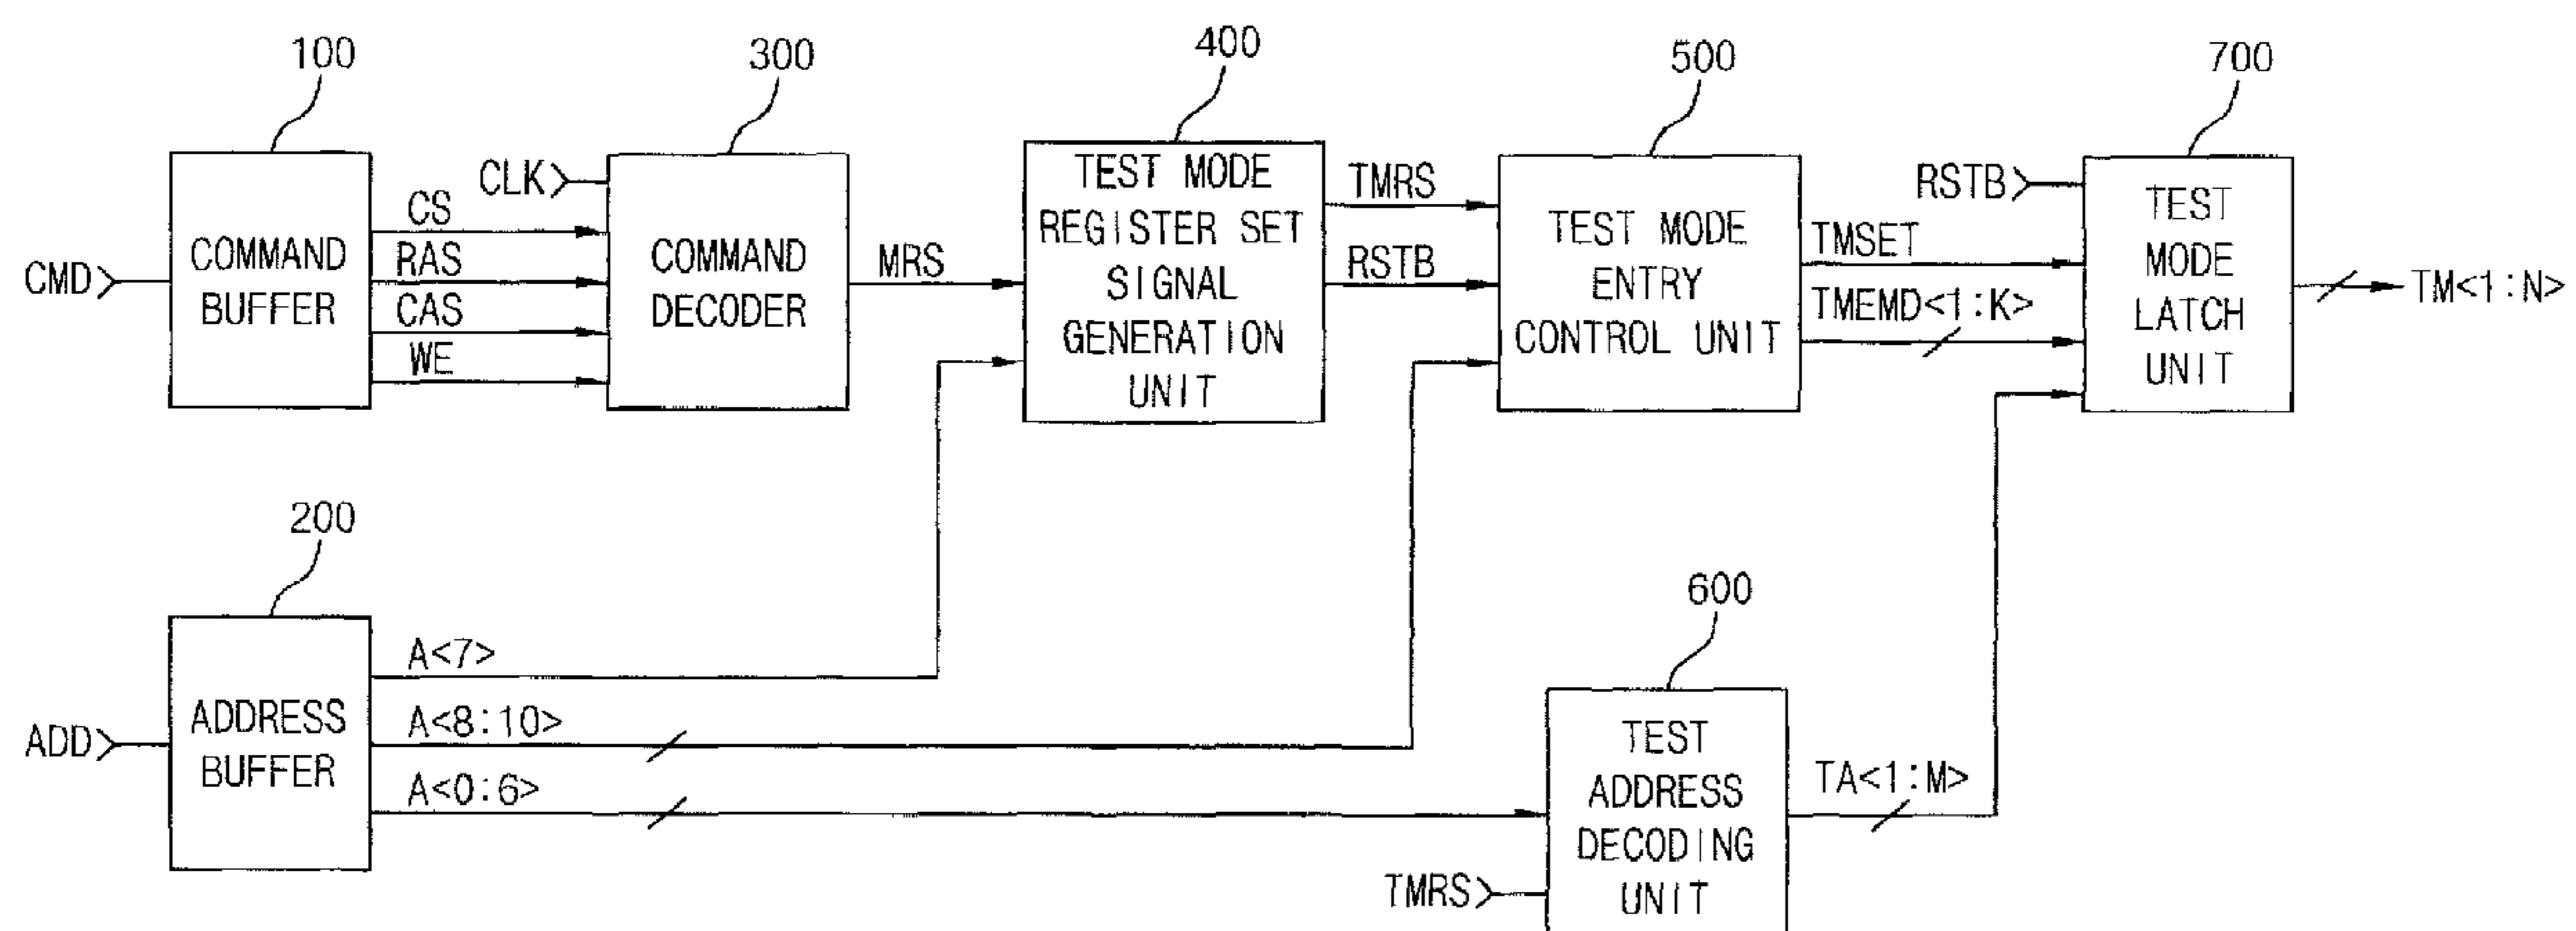 100
300
400
500
700
CMD
COMMAND
BUFFER
CS
RAS
CAS
WE
CLK
COMMAND
DECODER
MRS
TEST MODE
REGISTER SET
SIGNAL
GENERATION
UNIT
TMRS
RSTB
TEST MODE
ENTRY
CONTROL UNIT
RSTB
TMSET
TMEMD<1:K>
TEST
MODE
LATCH
UNIT
TM<1:N>
200
ADD
ADDRESS
BUFFER
A<7>
A<8:10>
A<0:6>
600
TMRS
TEST
ADDRESS
DECODING
UNIT
TA<1:M>